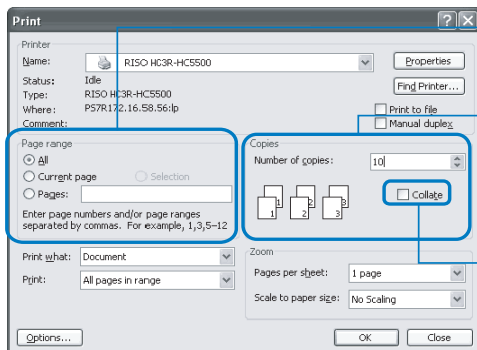 Print
Printer
Name: RISO HC3R-HC5500 Properties
Status: Idle Find Printer...
Type: RISO HC3R-HC5500
Where: PS7R172.16.58.56:lp Print to file
Comment: Manual duplex
Page range
All
Current page Selection
Pages:
Enter page numbers and/or page ranges
separated by commas. For example, 1,3,5–12
Copies
Number of copies: 10
1 1 2 2 3 3
Collate
Print what: Document
Print: All pages in range
Zoom
Pages per sheet: 1 page
Scale to paper size: No Scaling
Options... OK Close